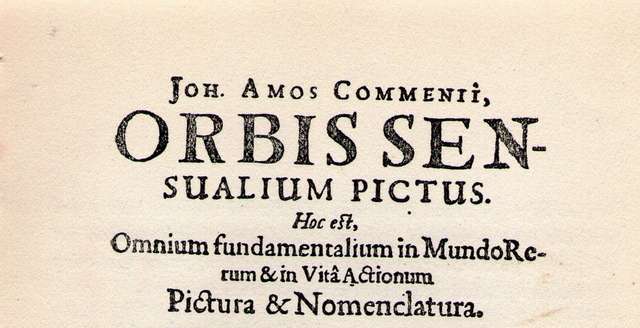 JOH. AMOS COMMENII,
ORBIS SEN-
SUALIUM PICTUS.
Hoc est,
Omnium fundamentalium in Mundo Re-
rum & in Vitâ Actionum
Pictura & Nomenclatura.